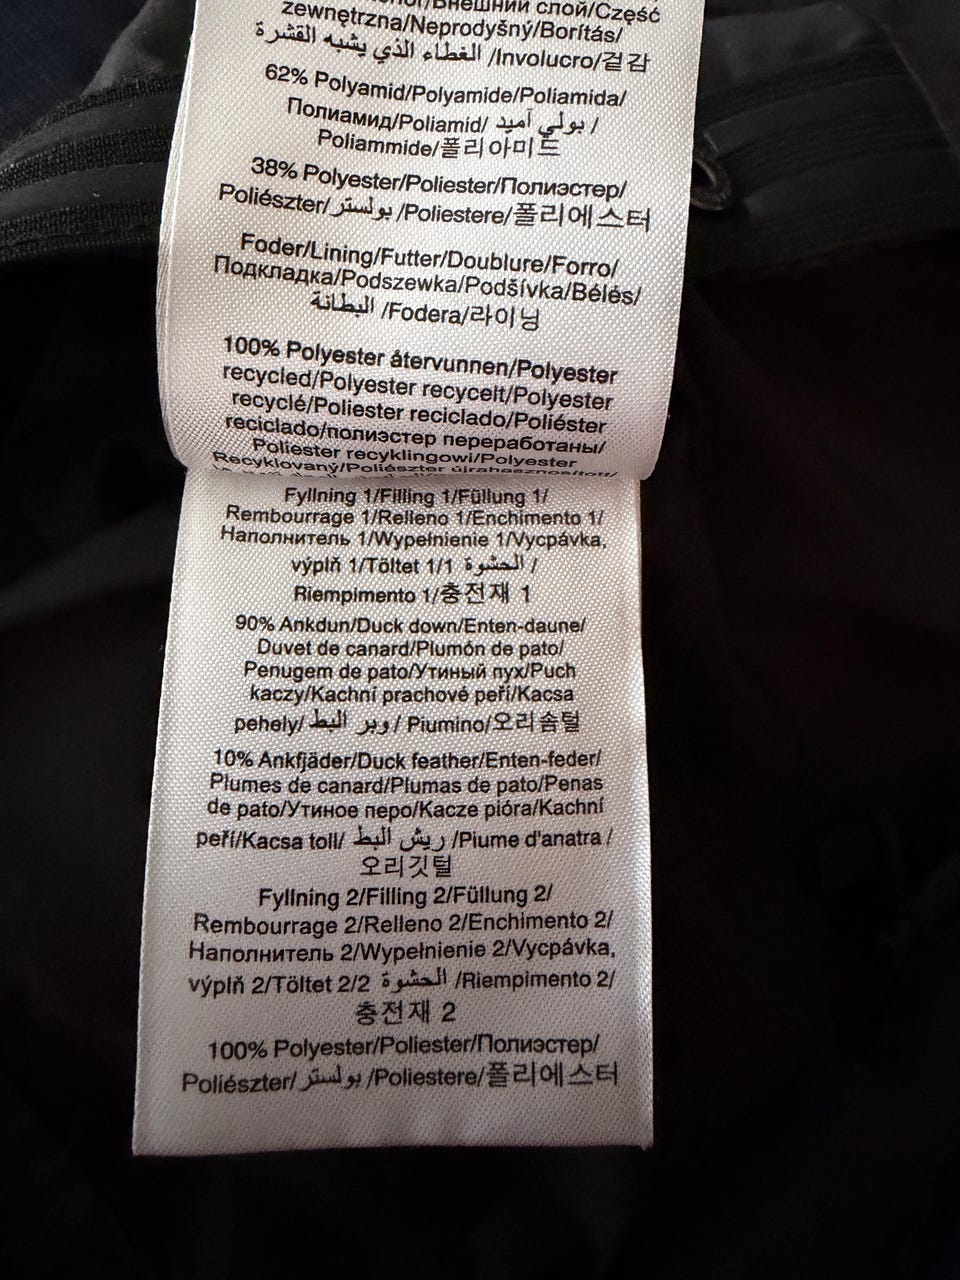 Внешний слой/Część
zewnętrzna/Neprodyšný/Borítás/
الغطاء الذي يشبه القشرة /Involucro/겉감
62% Polyamid/Polyamide/Poliamida/
Полиамид/Poliamid/ بولي آميد /
Poliammide/폴리아미드
38% Polyester/Poliester/Полиэстер/
Poliészter/بولستر /Poliestere/폴리에스터
Foder/Lining/Futter/Doublure/Forro/
Подкладка/Podszewka/Podšívka/Bélés/
البطانة /Fodera/라이닝
100% Polyester återvunnen/Polyester
recycled/Polyester recycelt/Polyester
recyclé/Poliester reciclado/Poliéster
reciclado/полиэстер переработаны/
Poliester recyklingowi/Polyester
Recyklovaný/Poliészter újrahasznosított/
Fyllning 1/Filling 1/Füllung 1/
Rembourrage 1/Relleno 1/Enchimento 1/
Наполнитель 1/Wypełnienie 1/Vycpávka,
výplň 1/Töltet 1/1 الحشوة /
Riempimento 1/충전재 1
90% Ankdun/Duck down/Enten-daune/
Duvet de canard/Plumón de pato/
Penugem de pato/Утиный пух/Puch
kaczy/Kachní prachové peří/Kacsa
pehely/ وبر البط / Piumino/오리솜털
10% Ankfjäder/Duck feather/Enten-feder/
Plumes de canard/Plumas de pato/Penas
de pato/Утиное перо/Kacze pióra/Kachní
peří/Kacsa toll/ ريش البط /Piume d'anatra /
오리깃털
Fyllning 2/Filling 2/Füllung 2/
Rembourrage 2/Relleno 2/Enchimento 2/
Наполнитель 2/Wypełnienie 2/Vycpávka,
výplň 2/Töltet 2/2 الحشوة /Riempimento 2/
충전재 2
100% Polyester/Poliester/Полиэстер/
Poliészter/بولستر /Poliestere/폴리에스터